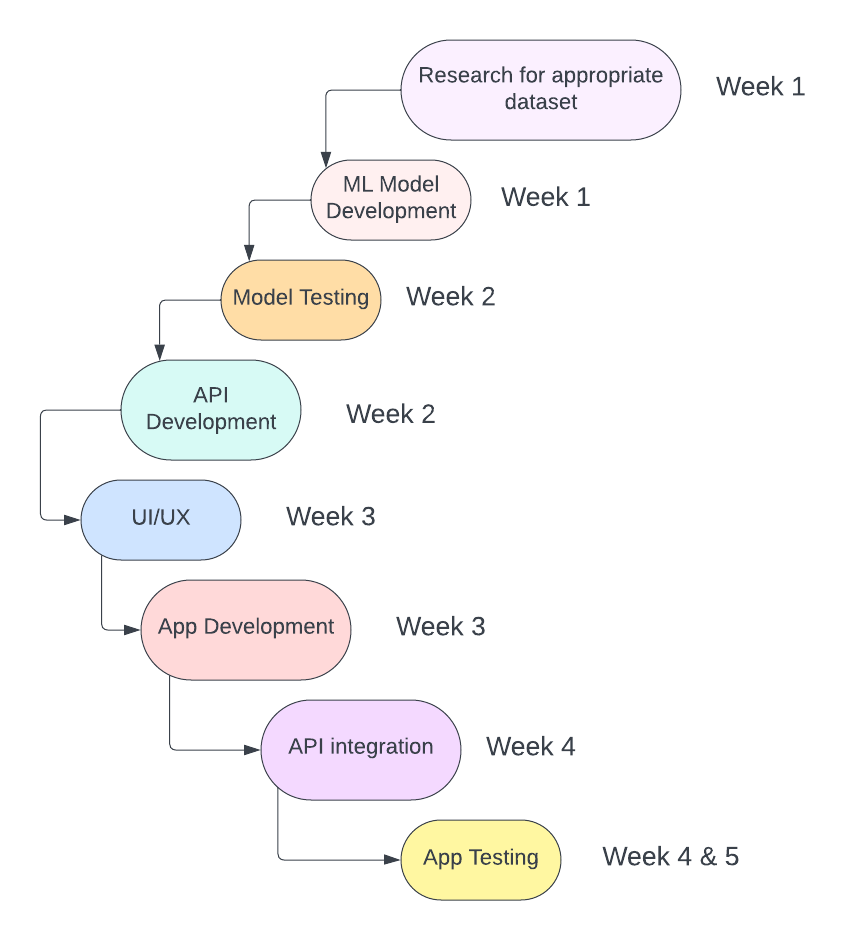 Research for appropriate
dataset
Week 1
ML Model
Development
Week 1
Model Testing
Week 2
API
Development
Week 2
UI/UX
Week 3
App Development
Week 3
API integration
Week 4
App Testing
Week 4 & 5